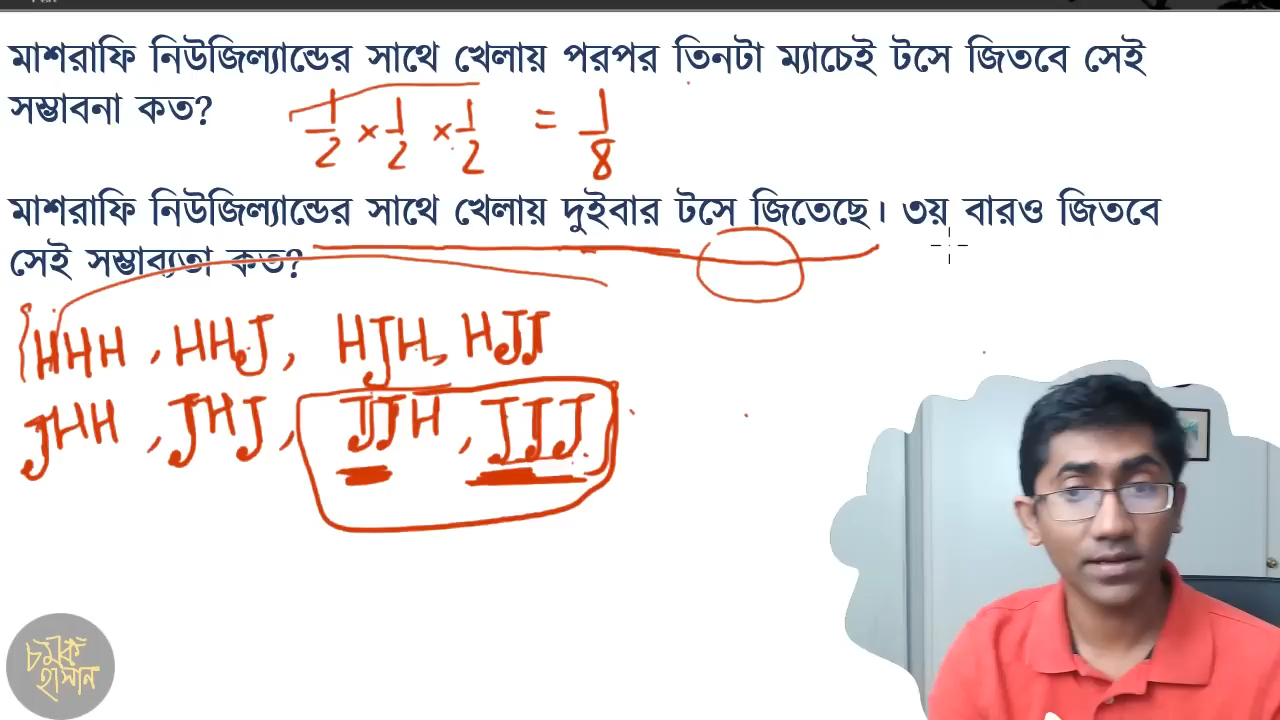 মাশরাফি নিউজিল্যান্ডের সাথে খেলায় পরপর তিনটা ম্যাচেই টসে জিতবে সেই
সম্ভাবনা কত?
1/2 × 1/2 × 1/2 = 1/8
মাশরাফি নিউজিল্যান্ডের সাথে খেলায় দুইবার টসে জিতেছে। ৩য় বারও জিতবে
সেই সম্ভাব্যতা কত?
{HHH, HHJ, HJH, HJJ
JHH, JHJ, JJH, JJJ
চমক
হাসান